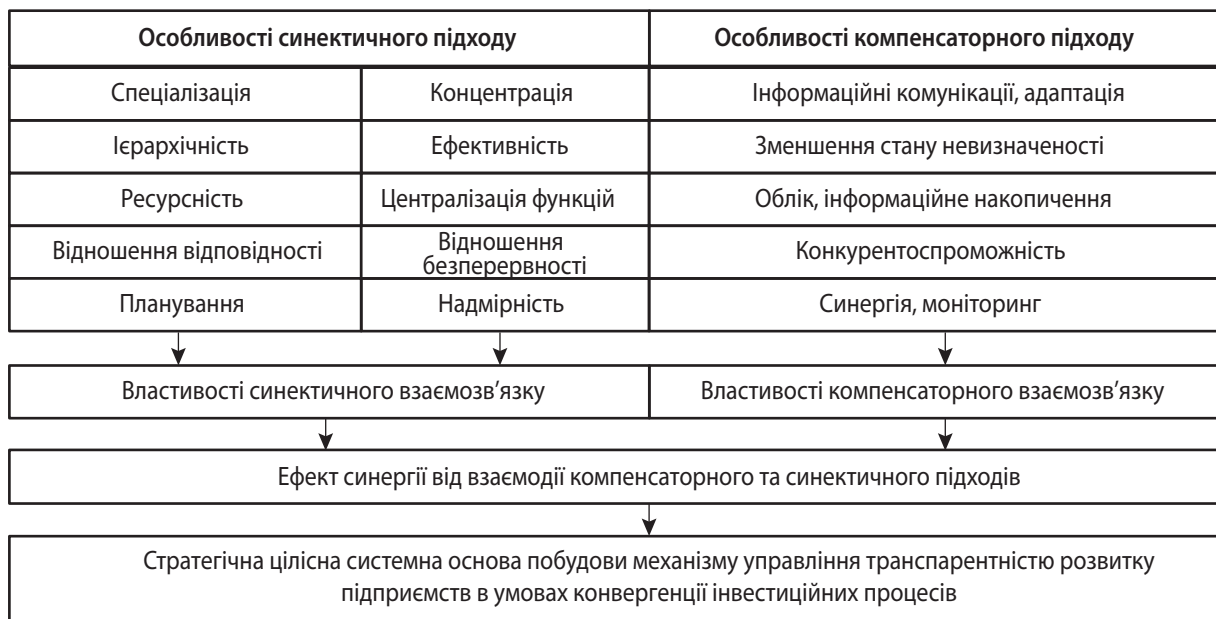 Особливості синектичного підходу
Особливості компенсаторного підходу
Спеціалізація
Концентрація
Інформаційні комунікації, адаптація
Ієрархічність
Ефективність
Зменшення стану невизначеності
Ресурсність
Централізація функцій
Облік, інформаційне накопичення
Відношення відповідності
Відношення
безперервності
Конкурентоспроможність
Планування
Надмірність
Синергія, моніторинг
Властивості синектичного взаємозв’язку
Властивості компенсаторного взаємозв’язку
Ефект синергії від взаємодії компенсаторного та синектичного підходів
Стратегічна цілісна системна основа побудови механізму управління транспарентністю розвитку
підприємств в умовах конвергенції інвестиційних процесів